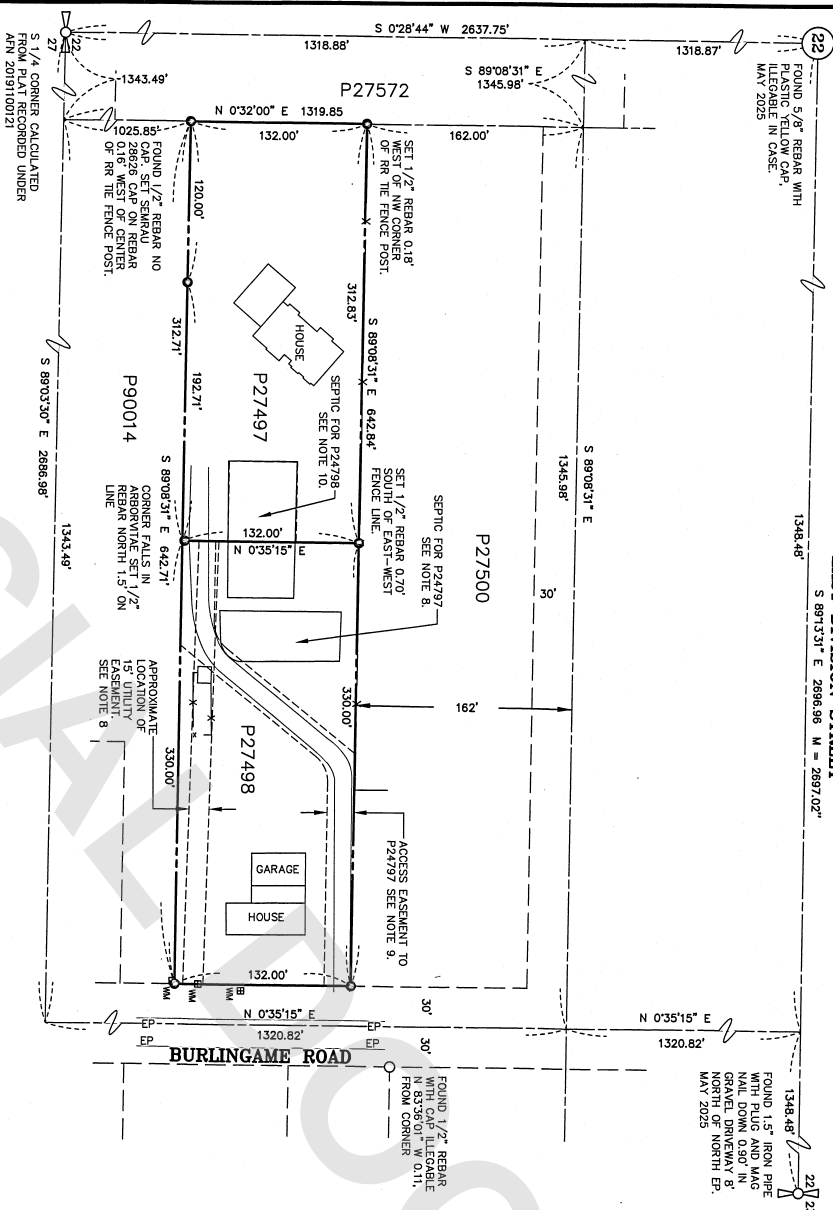 22
FOUND 5/8" REBAR WITH
PLASTIC YELLOW CAP,
ILLEGABLE IN CASE.
MAY 2025
1348.48'
S 89°13'31" E 2696.96 M = 2697.02"
1348.48'
22
FOUND 1.5" IRON PIPE
WITH PLUG AND MAG
NAIL DOWN 0.90' IN
GRAVEL DRIVEWAY 8'
NORTH OF NORTH EP.
MAY 2025
S 0°28'44" W 2637.75'
1318.88'
1318.87'
S 89°08'31" E
1345.98'
S 89°08'31" E
1345.98'
N 0°35'15" E
1320.82'
P27572
N 0°32'00" E 1319.85
1025.85'
132.00'
162.00'
1343.49'
SET 1/2" REBAR 0.18'
WEST OF NW CORNER
OF RR TIE FENCE POST.
312.83'
S 89°08'31" E 642.84'
SET 1/2" REBAR 0.70'
SOUTH OF EAST-WEST
FENCE LINE.
P27500
30'
162'
330.00'
HOUSE
P27497
SEPTIC FOR P24798
SEE NOTE 10.
SEPTIC FOR P24797
SEE NOTE 8.
132.00'
N 0°35'15" E
P27498
ACCESS EASEMENT TO
P24797 SEE NOTE 9.
GARAGE
HOUSE
132.00'
WM
WM
WM
FOUND 1/2" REBAR NO
CAP. SET SEMRAU
28626 CAP ON REBAR
0.16' WEST OF CENTER
OF RR TIE FENCE POST.
120.00'
312.71'
192.71'
S 89°08'31" E 642.71'
CORNER FALLS IN
ARBORVITAE SET 1/2"
REBAR NORTH 1.5' ON
LINE
APPROXIMATE
LOCATION OF
15' UTILITY
EASEMENT.
SEE NOTE 8
330.00'
P90014
N 0°35'15" E
1320.82'
EP
EP
EP
EP
30'
30'
BURLINGAME ROAD
FOUND 1/2" REBAR
WITH CAP ILLEGABLE
N 83°36'01" W 0.11,
FROM CORNER
22
27
S 1/4 CORNER CALCULATED
FROM PLAT RECORDED UNDER
AFN 20191100121
S 89°03'30" E 2686.98'
1343.49'